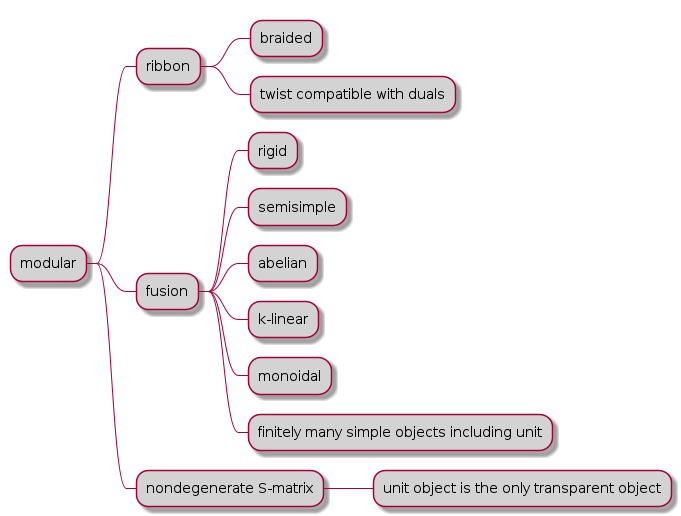 braided
ribbon
twist compatible with duals
rigid
semisimple
modular
abelian
fusion
k-linear
monoidal
finitely many simple objects including unit
nondegenerate S-matrix
unit object is the only transparent object